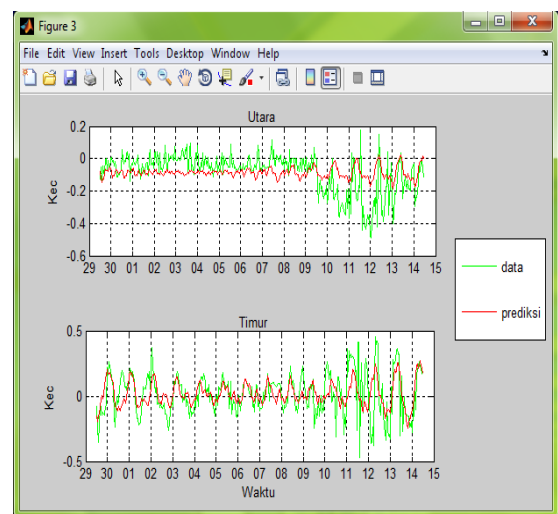 Figure 3
File Edit View Insert Tools Desktop Window Help
Utara
0.2
0
-0.2
-0.4
-0.6
Kec
29 30 01 02 03 04 05 06 07 08 09 10 11 12 13 14 15
data
prediksi
Timur
0.5
0
-0.5
Kec
29 30 01 02 03 04 05 06 07 08 09 10 11 12 13 14 15
Waktu